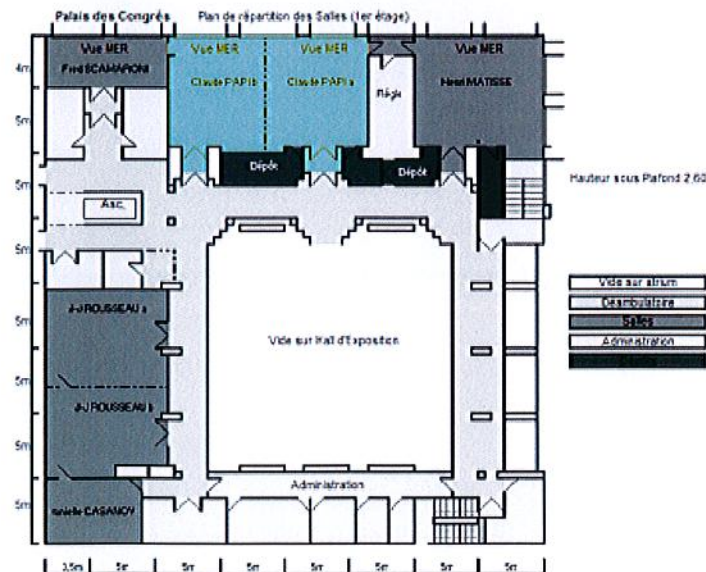 Palais des Congrés
Plan de répartition des Salles (1er étage)
Vue MER
Fred SCAMARONI
Vue MER
Claude PAPI b
Vue MER
Claude PAPI a
Régie
Vue MER
Henri MATISSE
4m
5m
5m
5m
5m
5m
5m
5m
Dépôt
Dépôt
Asc.
Hauteur sous Plafond 2,60
Vide sur atrium
Déambulatoire
Salles
Administration
J-J ROUSSEAU a
J-J ROUSSEAU b
Vide sur Hall d'Exposition
Administration
CASANOV
3,5m
5m
5m
5m
5m
5m
5m
5m